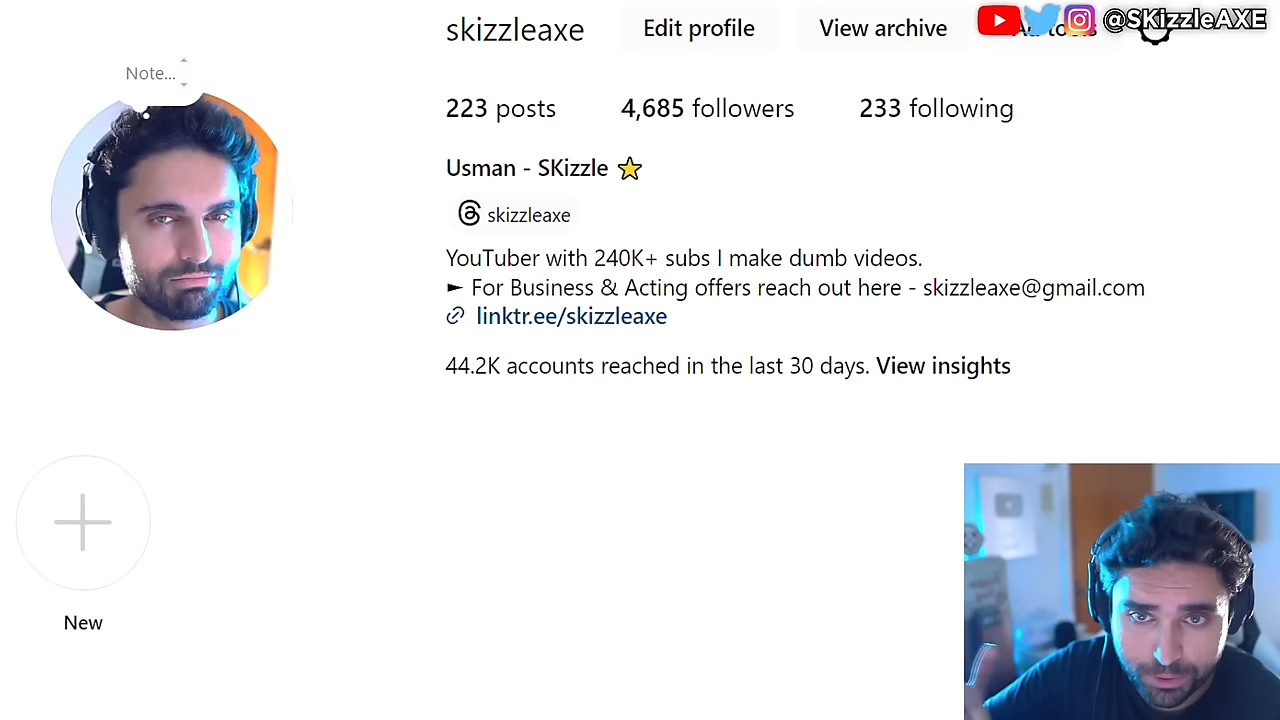 skizzleaxe Edit profile View archive Ad tools @SKizzleAXE
Note...
223 posts 4,685 followers 233 following
Usman - SKizzle
skizzleaxe
YouTuber with 240K+ subs I make dumb videos.
► For Business & Acting offers reach out here - skizzleaxe@gmail.com
linktr.ee/skizzleaxe
44.2K accounts reached in the last 30 days. View insights
New